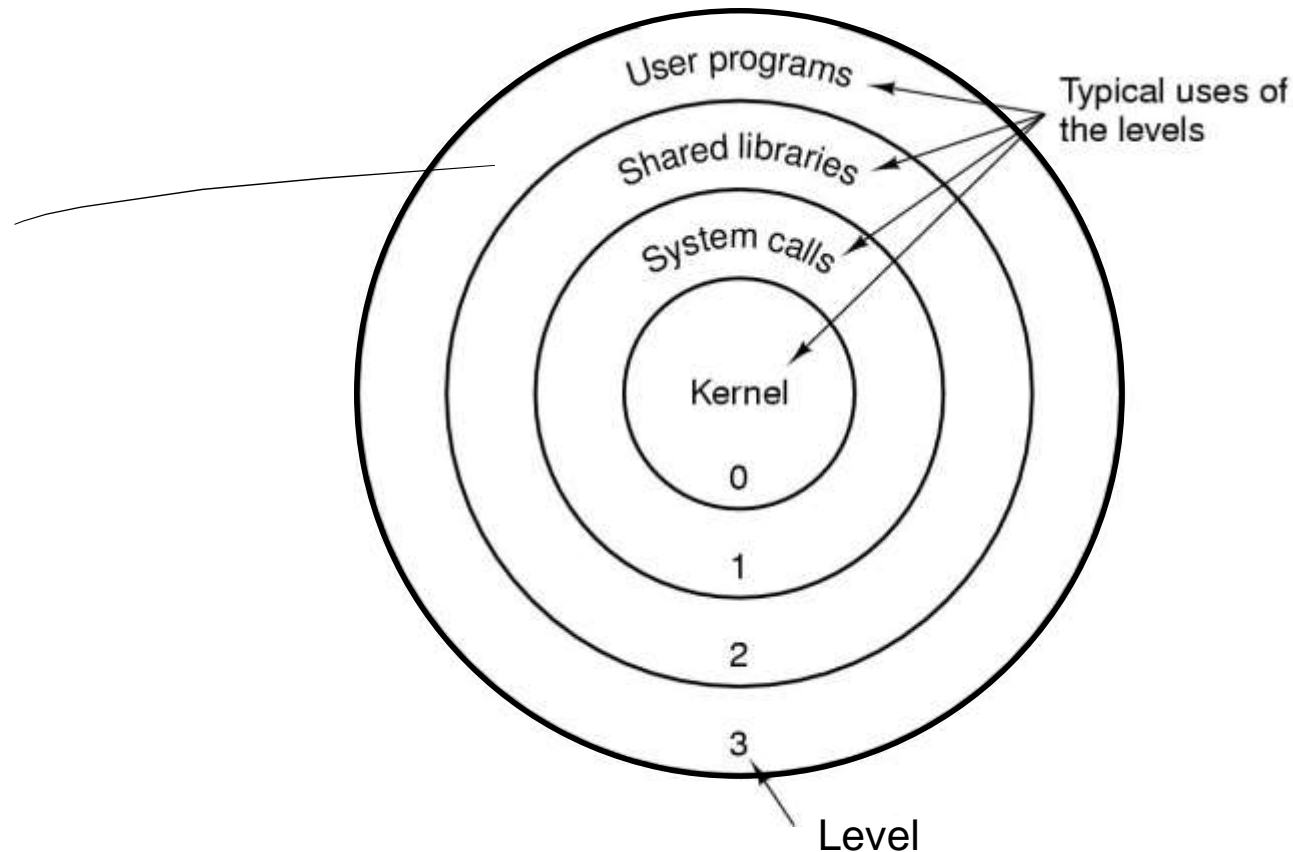 User programs
Typical uses of
the levels
Shared libraries
System calls
Kernel
0
1
2
3
Level